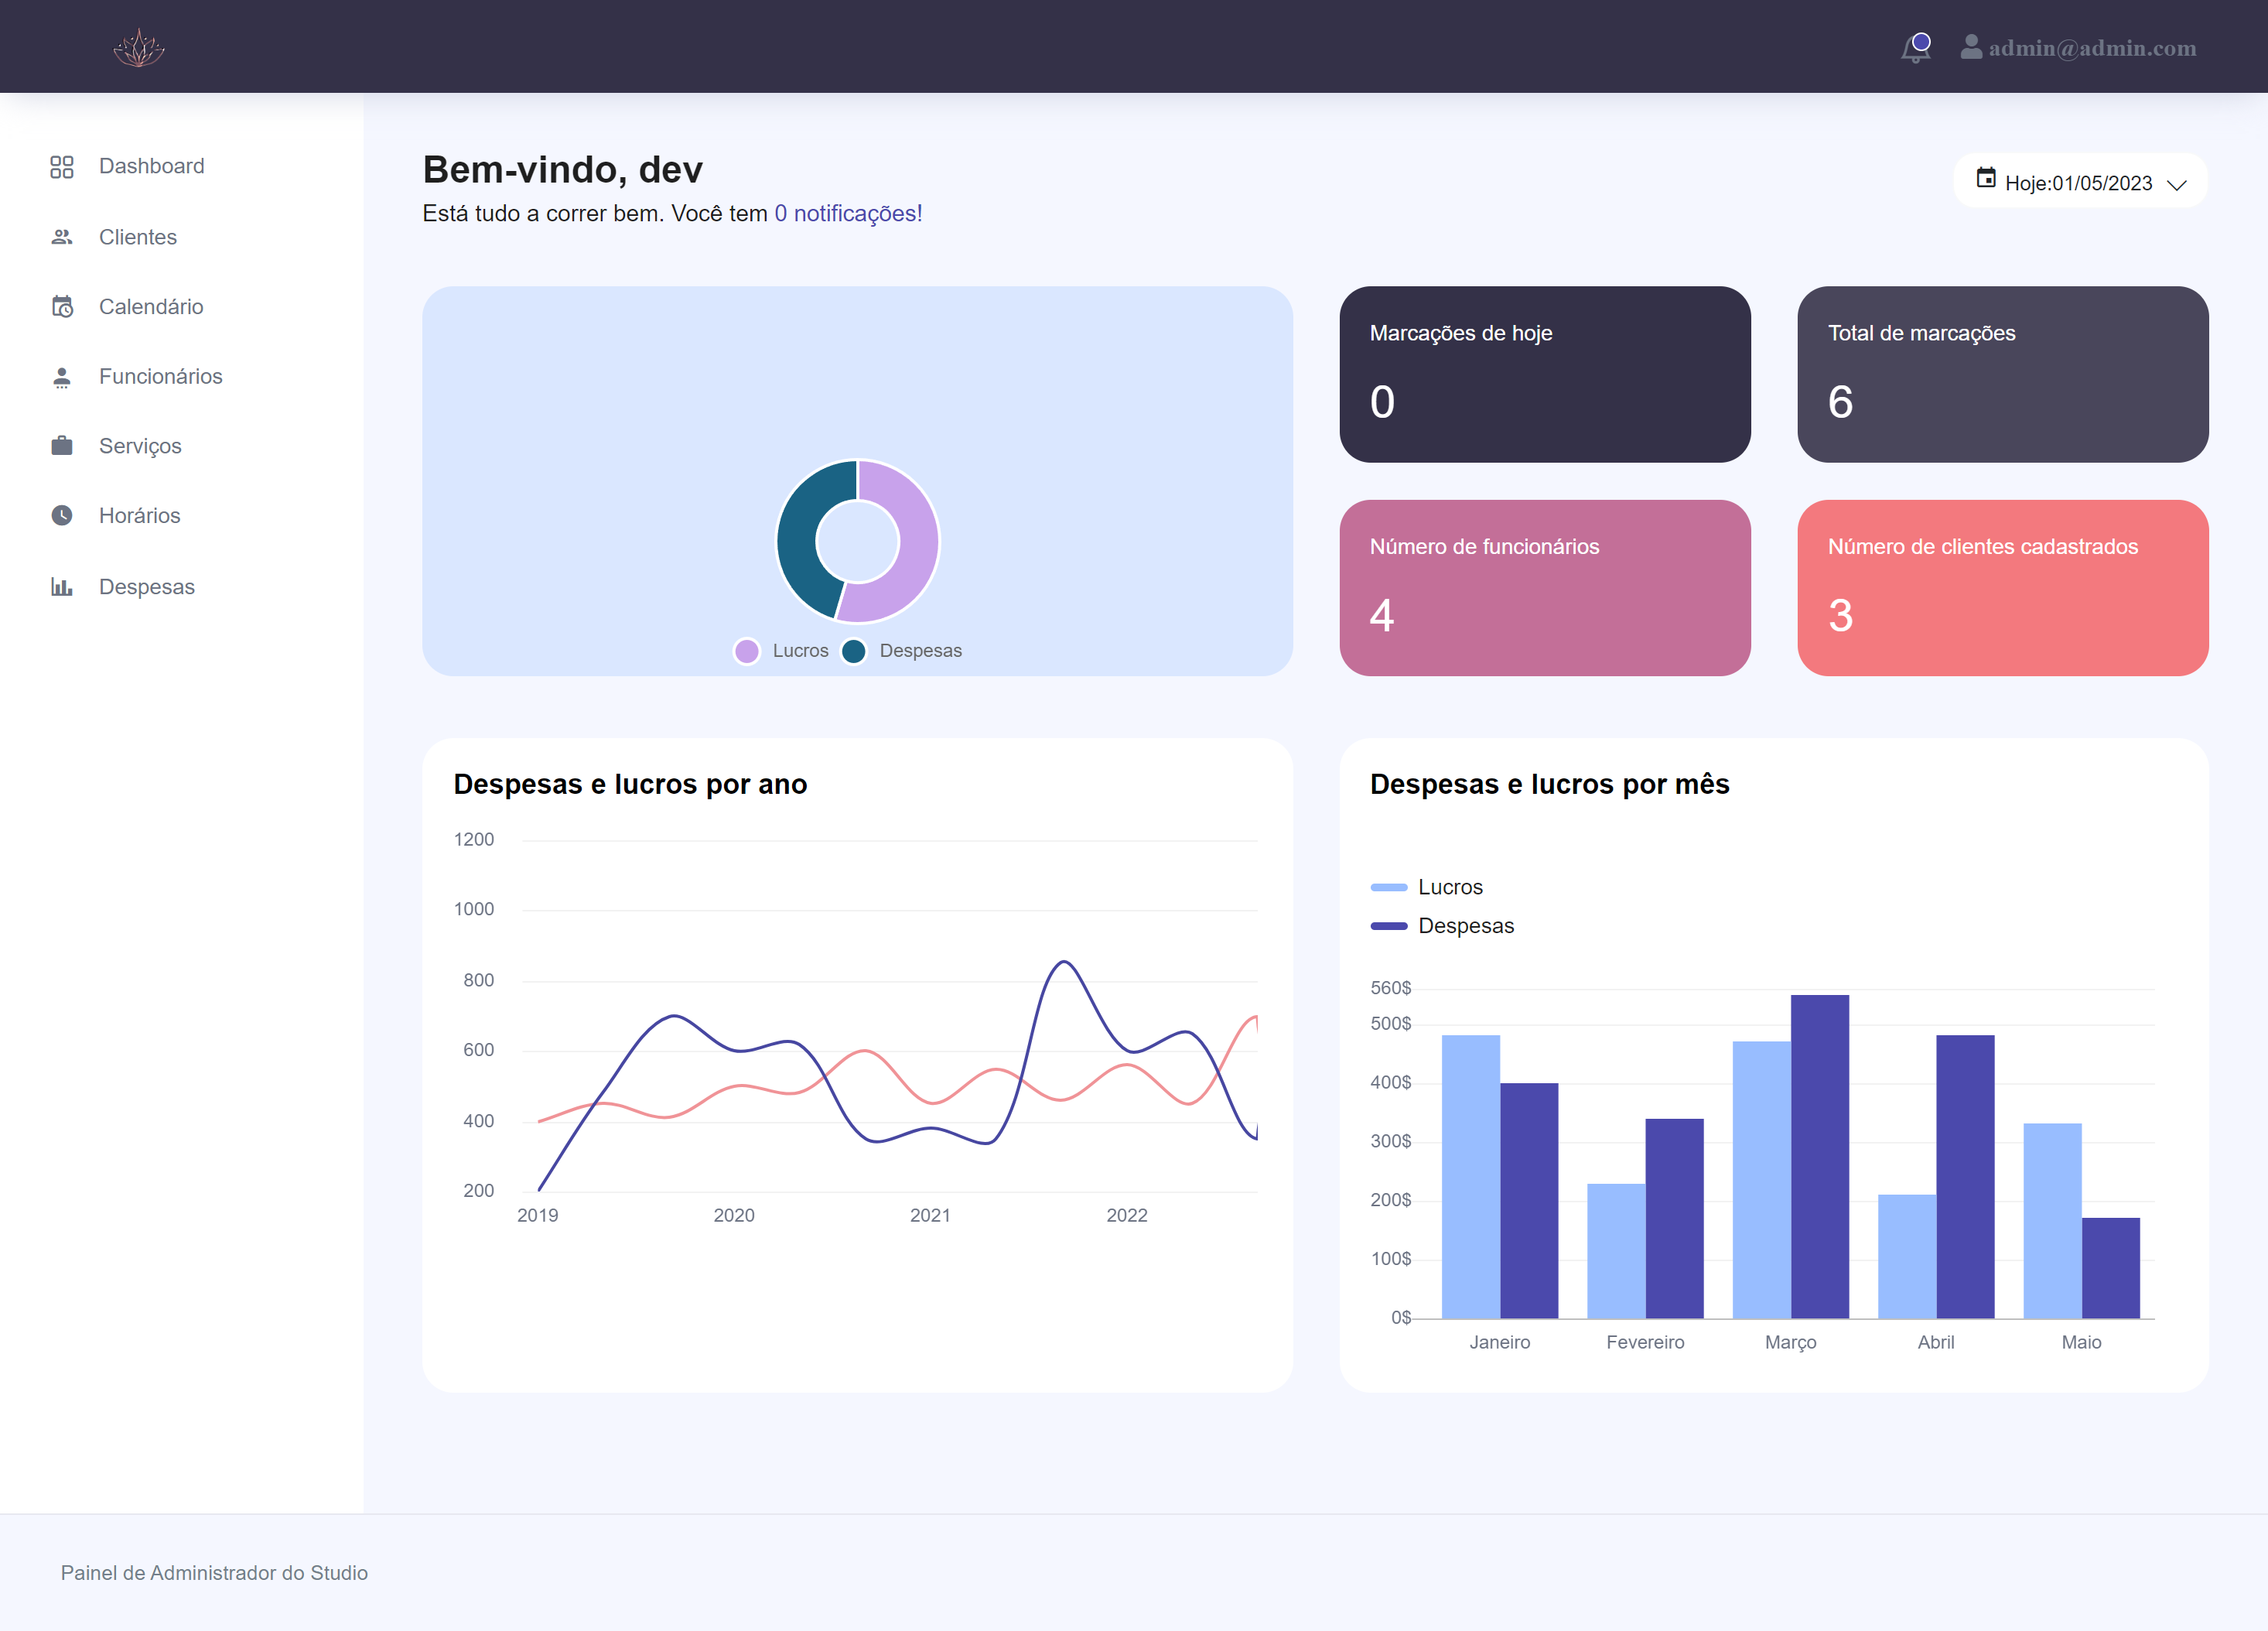 admin@admin.com
Dashboard
Clientes
Calendário
Funcionários
Serviços
Horários
Despesas
Bem-vindo, dev
Está tudo a correr bem. Você tem 0 notificações!
Hoje:01/05/2023
Lucros
Despesas
Marcações de hoje
0
Total de marcações
6
Número de funcionários
4
Número de clientes cadastrados
3
Despesas e lucros por ano
1200
1000
800
600
400
200
2019 2020 2021 2022
Despesas e lucros por mês
Lucros
Despesas
560$
500$
400$
300$
200$
100$
0$
Janeiro Fevereiro Março Abril Maio
Painel de Administrador do Studio